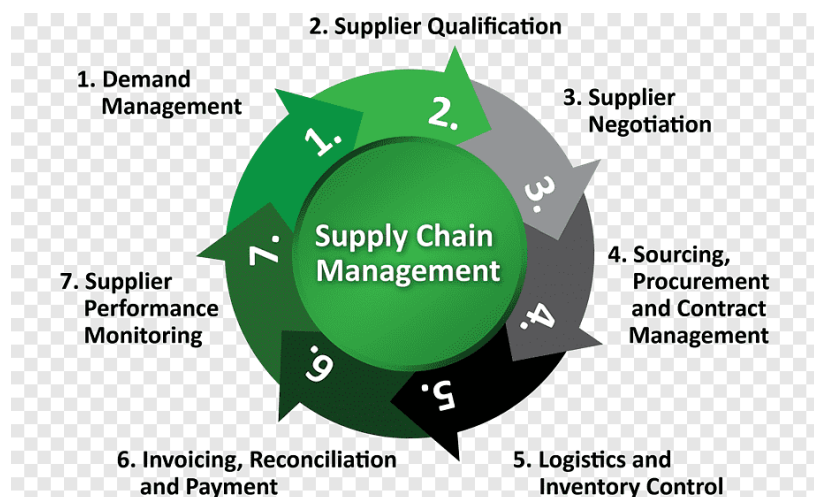 2. Supplier Qualification
1. Demand
Management
3. Supplier
Negotiation
1.
2.
3.
4.
5.
6.
7.
Supply Chain
Management
4. Sourcing,
Procurement
and Contract
Management
7. Supplier
Performance
Monitoring
6. Invoicing, Reconciliation
and Payment
5. Logistics and
Inventory Control